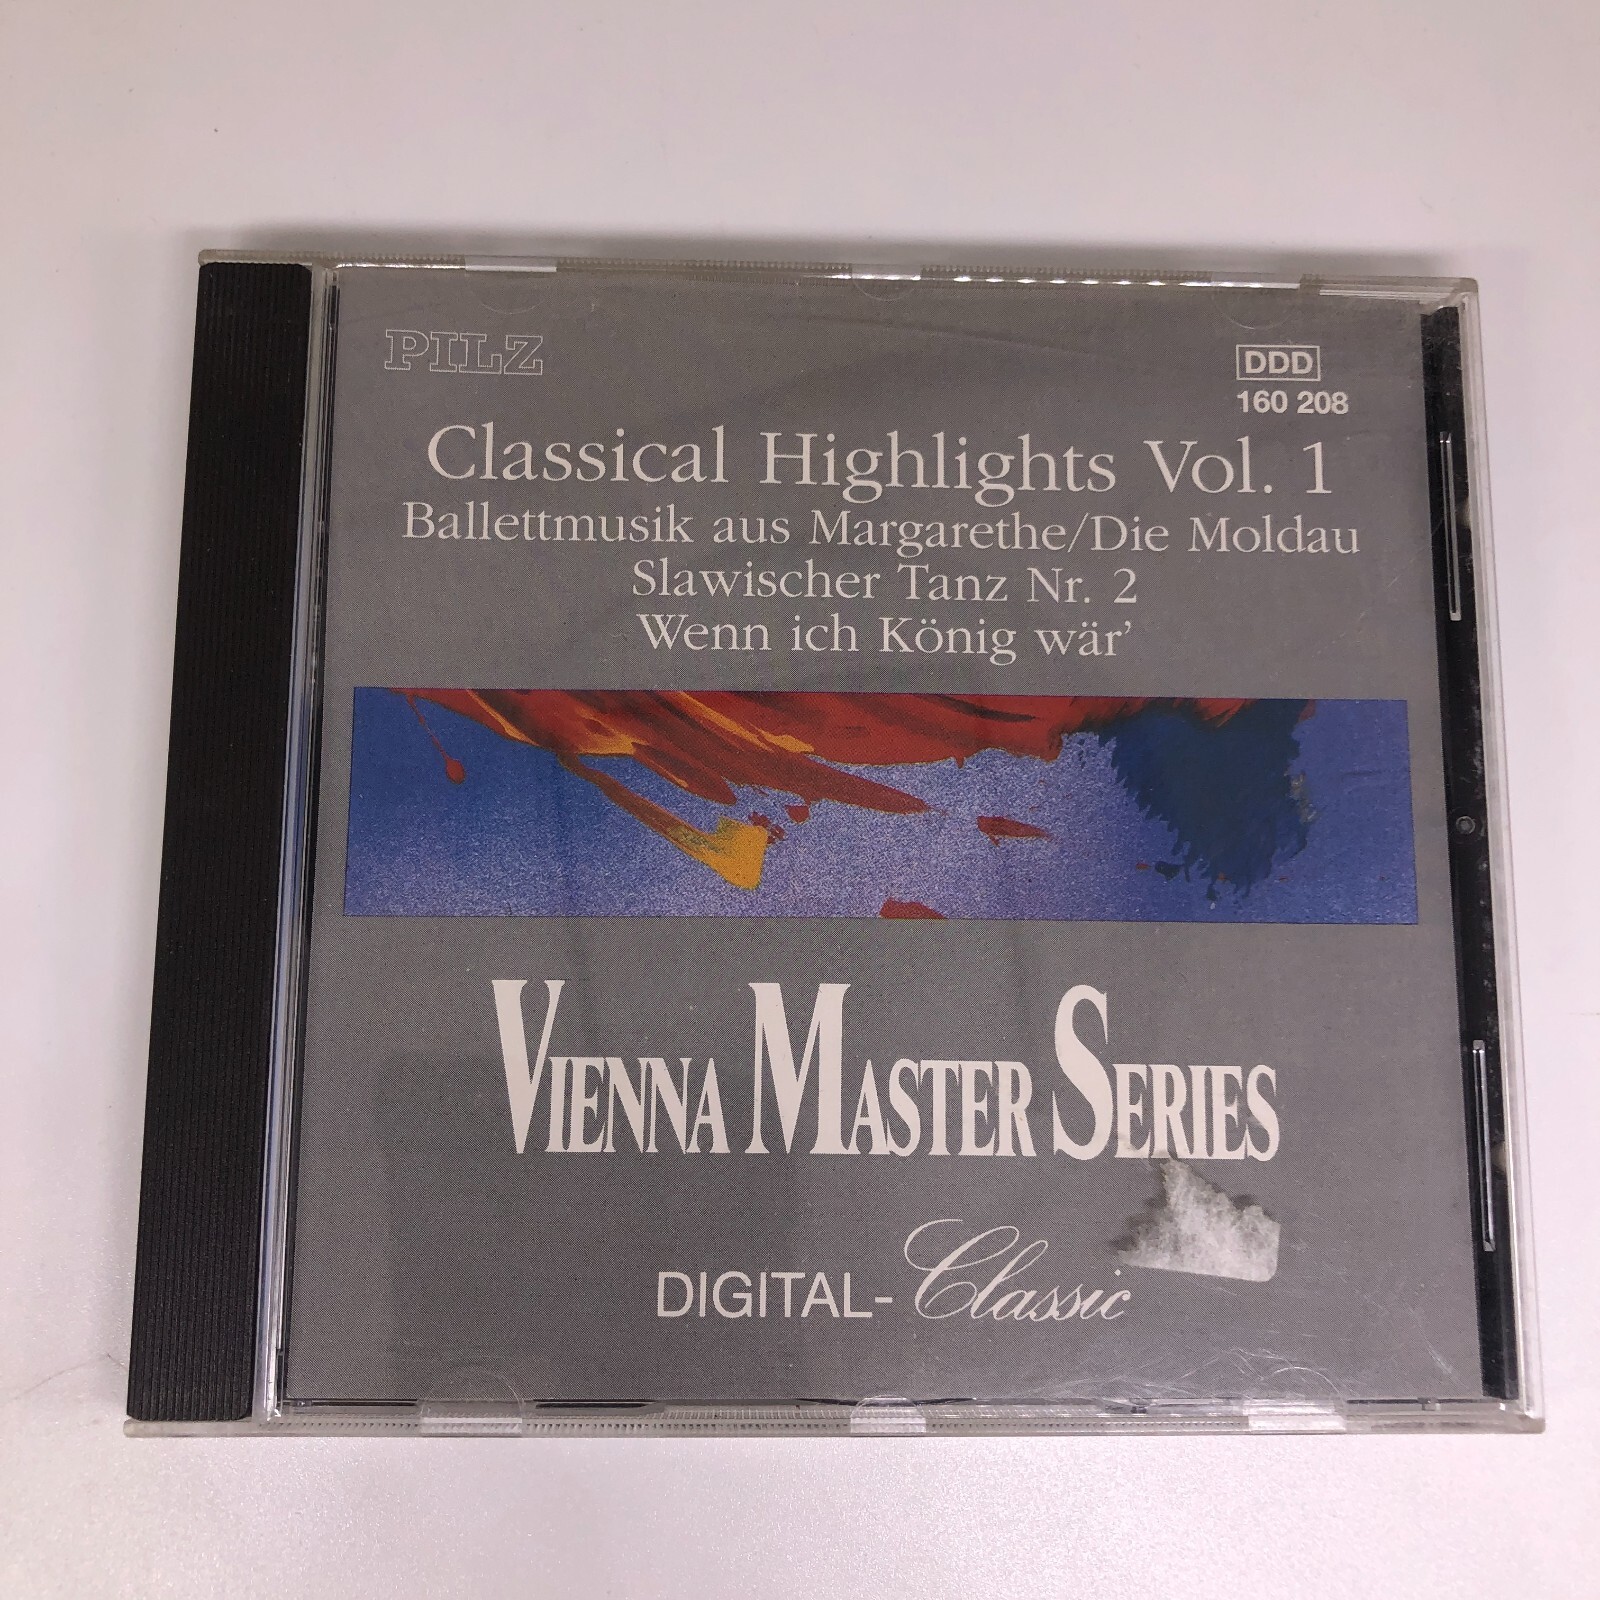 PILZ
DDD
160 208
Classical Highlights Vol. 1
Ballettmusik aus Margarethe/Die Moldau
Slawischer Tanz Nr. 2
Wenn ich König wär'
VIENNA MASTER SERIES
DIGITAL-Classic